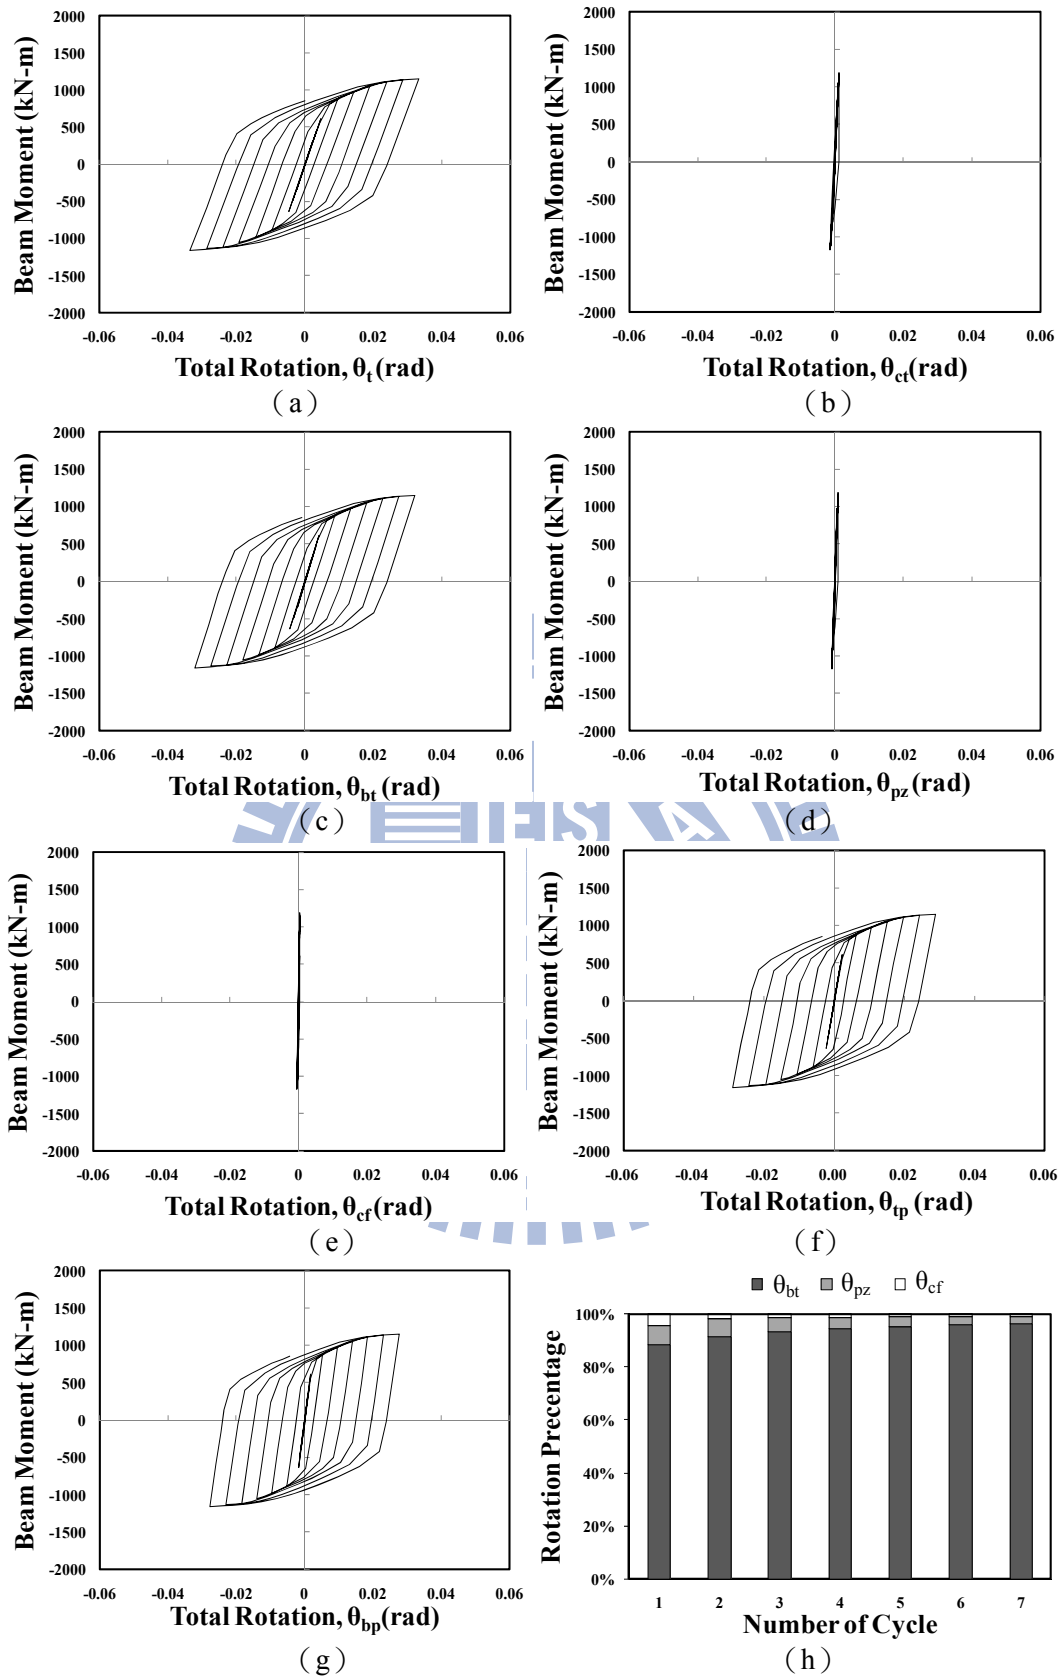 2000
1500
1000
500
0
-500
-1000
-1500
-2000
Beam Moment (kN-m)
-0.06 -0.04 -0.02 0 0.02 0.04 0.06
Total Rotation, θt (rad)
(a)
2000
1500
1000
500
0
-500
-1000
-1500
-2000
Beam Moment (kN-m)
-0.06 -0.04 -0.02 0 0.02 0.04 0.06
Total Rotation, θct (rad)
(b)
2000
1500
1000
500
0
-500
-1000
-1500
-2000
Beam Moment (kN-m)
-0.06 -0.04 -0.02 0 0.02 0.04 0.06
Total Rotation, θbt (rad)
(c)
2000
1500
1000
500
0
-500
-1000
-1500
-2000
Beam Moment (kN-m)
-0.06 -0.04 -0.02 0 0.02 0.04 0.06
Total Rotation, θpz (rad)
(d)
2000
1500
1000
500
0
-500
-1000
-1500
-2000
Beam Moment (kN-m)
-0.06 -0.04 -0.02 0 0.02 0.04 0.06
Total Rotation, θcf (rad)
(e)
2000
1500
1000
500
0
-500
-1000
-1500
-2000
Beam Moment (kN-m)
-0.06 -0.04 -0.02 0.00 0.02 0.04 0.06
Total Rotation, θtp (rad)
(f)
2000
1500
1000
500
0
-500
-1000
-1500
-2000
Beam Moment (kN-m)
-0.06 -0.04 -0.02 0 0.02 0.04 0.06
Total Rotation, θbp (rad)
(g)
θbt θpz θcf
100%
80%
60%
40%
20%
0%
Rotation Precentage
1 2 3 4 5 6 7
Number of Cycle
(h)